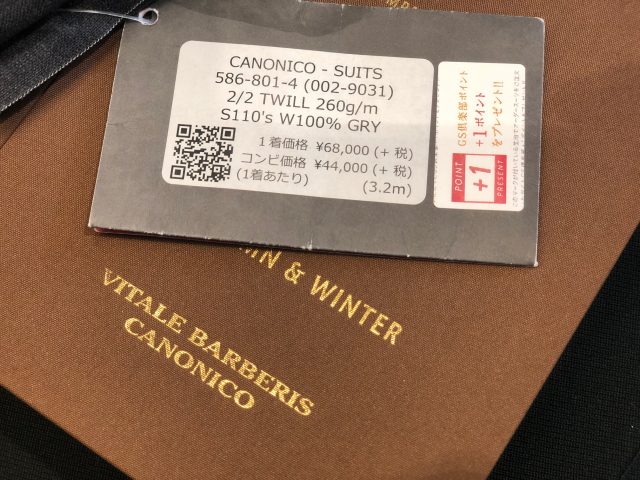 CANONICO - SUITS
586-801-4 (002-9031)
2/2 TWILL 260g/m
S110's W100% GRY
1着価格 ¥68,000 (+ 税)
コンビ価格 ¥44,000 (+ 税)
(1着あたり) (3.2m)
GS倶楽部ポイント
+1ポイント
をプレゼント!!
POINT
+1
PRESENT
MN & WINTER
VITALE BARBERIS
CANONICO